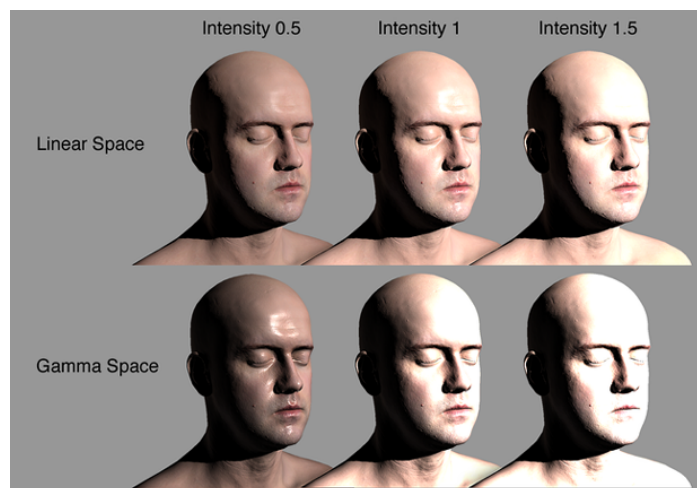 Intensity 0.5
Intensity 1
Intensity 1.5
Linear Space
Gamma Space